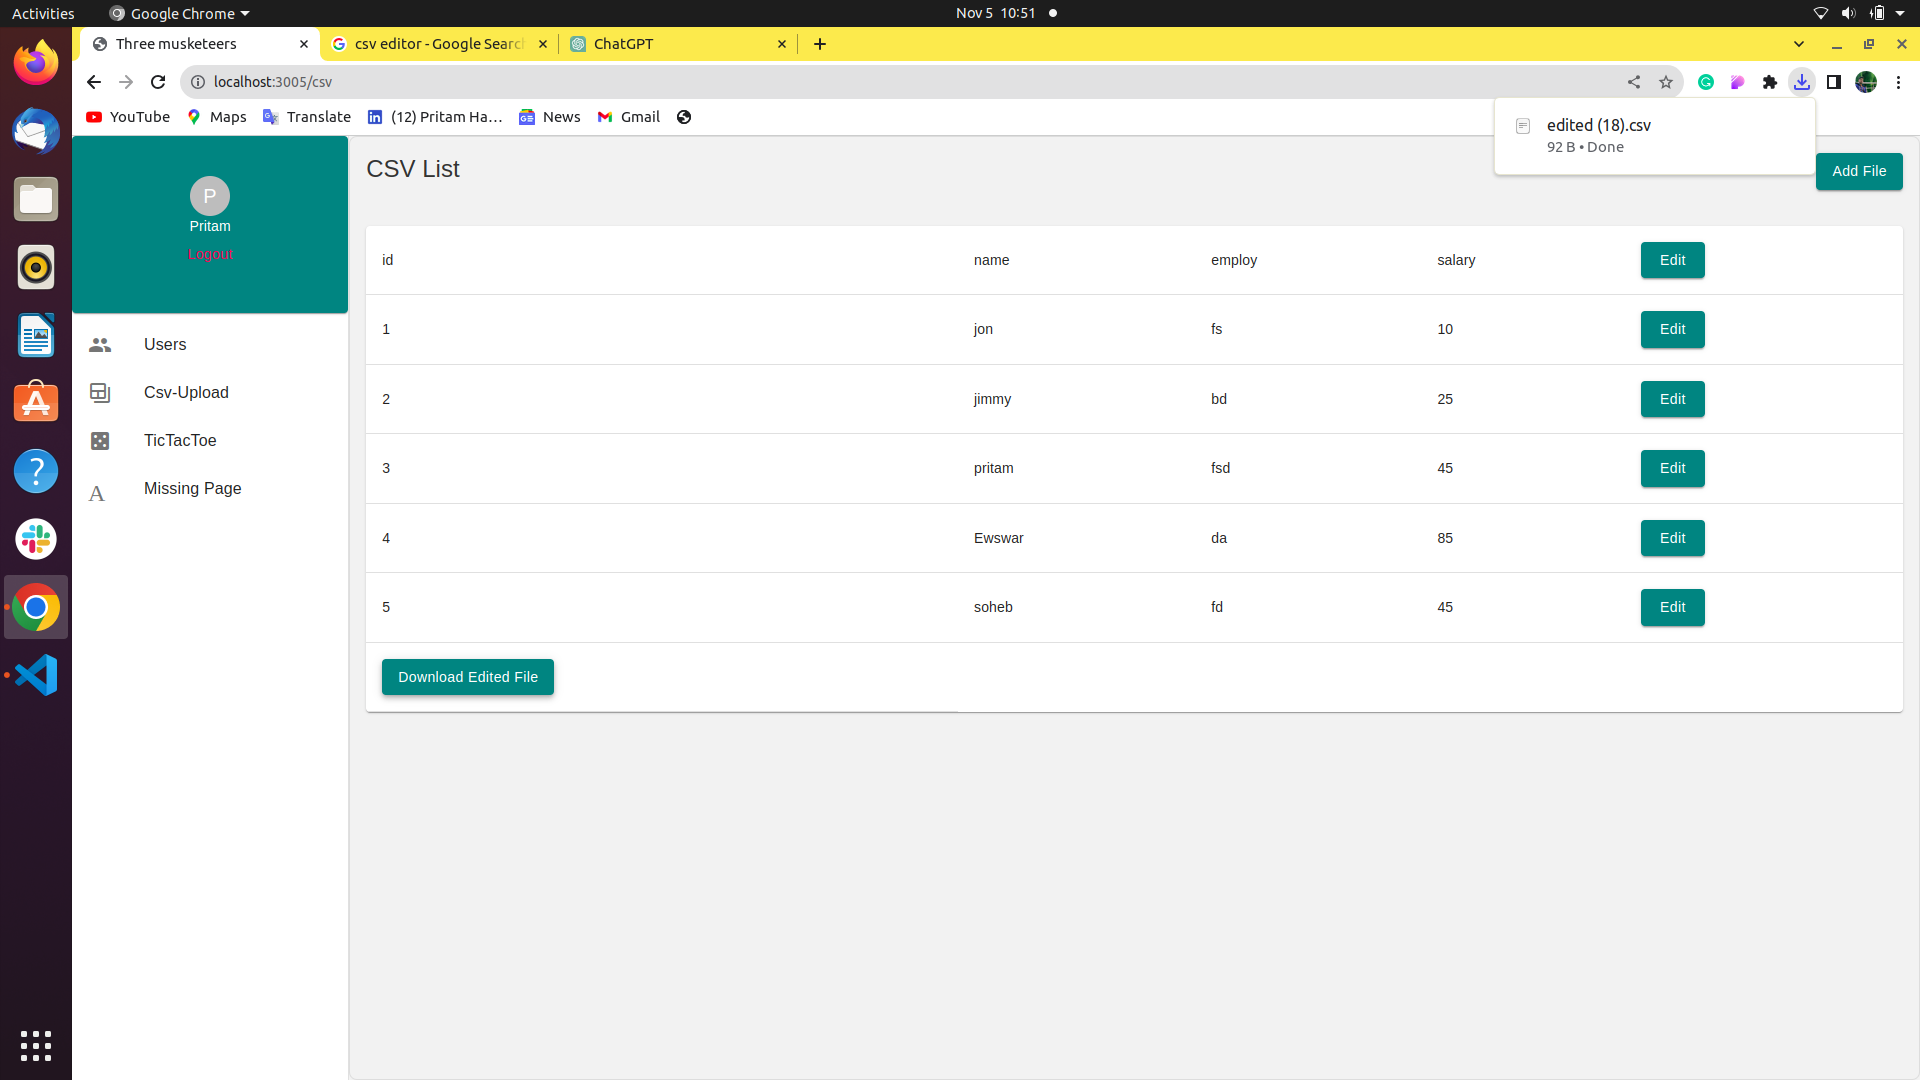 Activities Google Chrome Nov 5 10:51
Three musketeers csv editor - Google Search ChatGPT
localhost:3005/csv
YouTube Maps Translate (12) Pritam Ha... News Gmail
edited (18).csv
92 B • Done
CSV List
Add File
P
Pritam
Logout
Users
Csv-Upload
TicTacToe
A Missing Page
id name employ salary Edit
1 jon fs 10 Edit
2 jimmy bd 25 Edit
3 pritam fsd 45 Edit
4 Ewswar da 85 Edit
5 soheb fd 45 Edit
Download Edited File